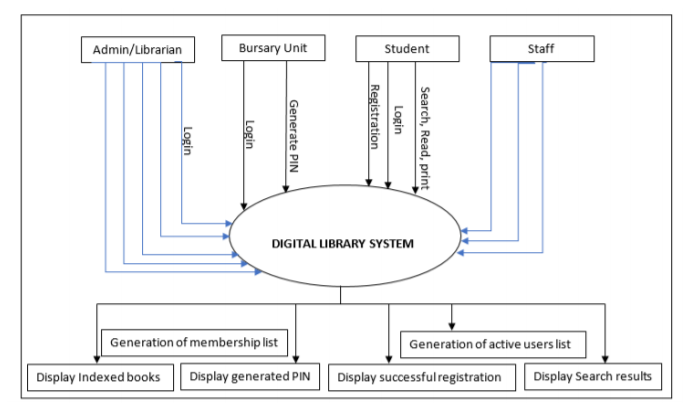 Admin/Librarian
Bursary Unit
Student
Staff
Login
Login
Generate PIN
Registration
Login
Search, Read, print
DIGITAL LIBRARY SYSTEM
Generation of membership list
Generation of active users list
Display Indexed books
Display generated PIN
Display successful registration
Display Search results